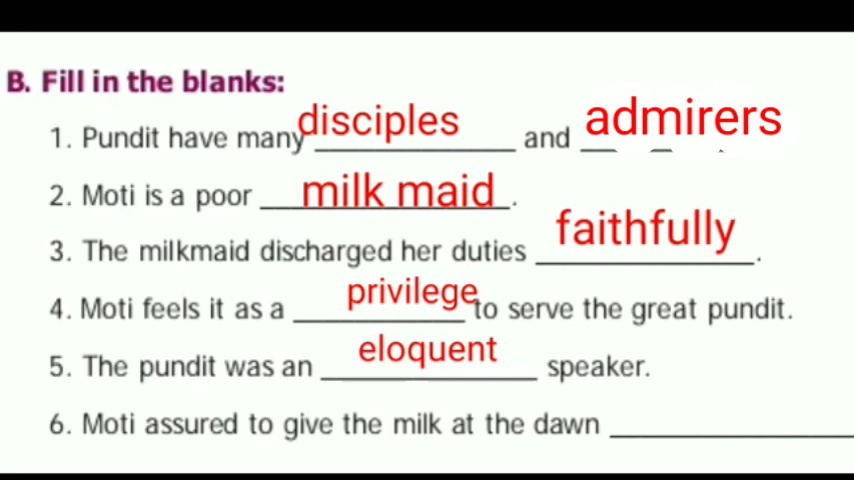 B. Fill in the blanks:
1. Pundit have many disciples and admirers
2. Moti is a poor milk maid.
3. The milkmaid discharged her duties faithfully.
4. Moti feels it as a privilege to serve the great pundit.
5. The pundit was an eloquent speaker.
6. Moti assured to give the milk at the dawn